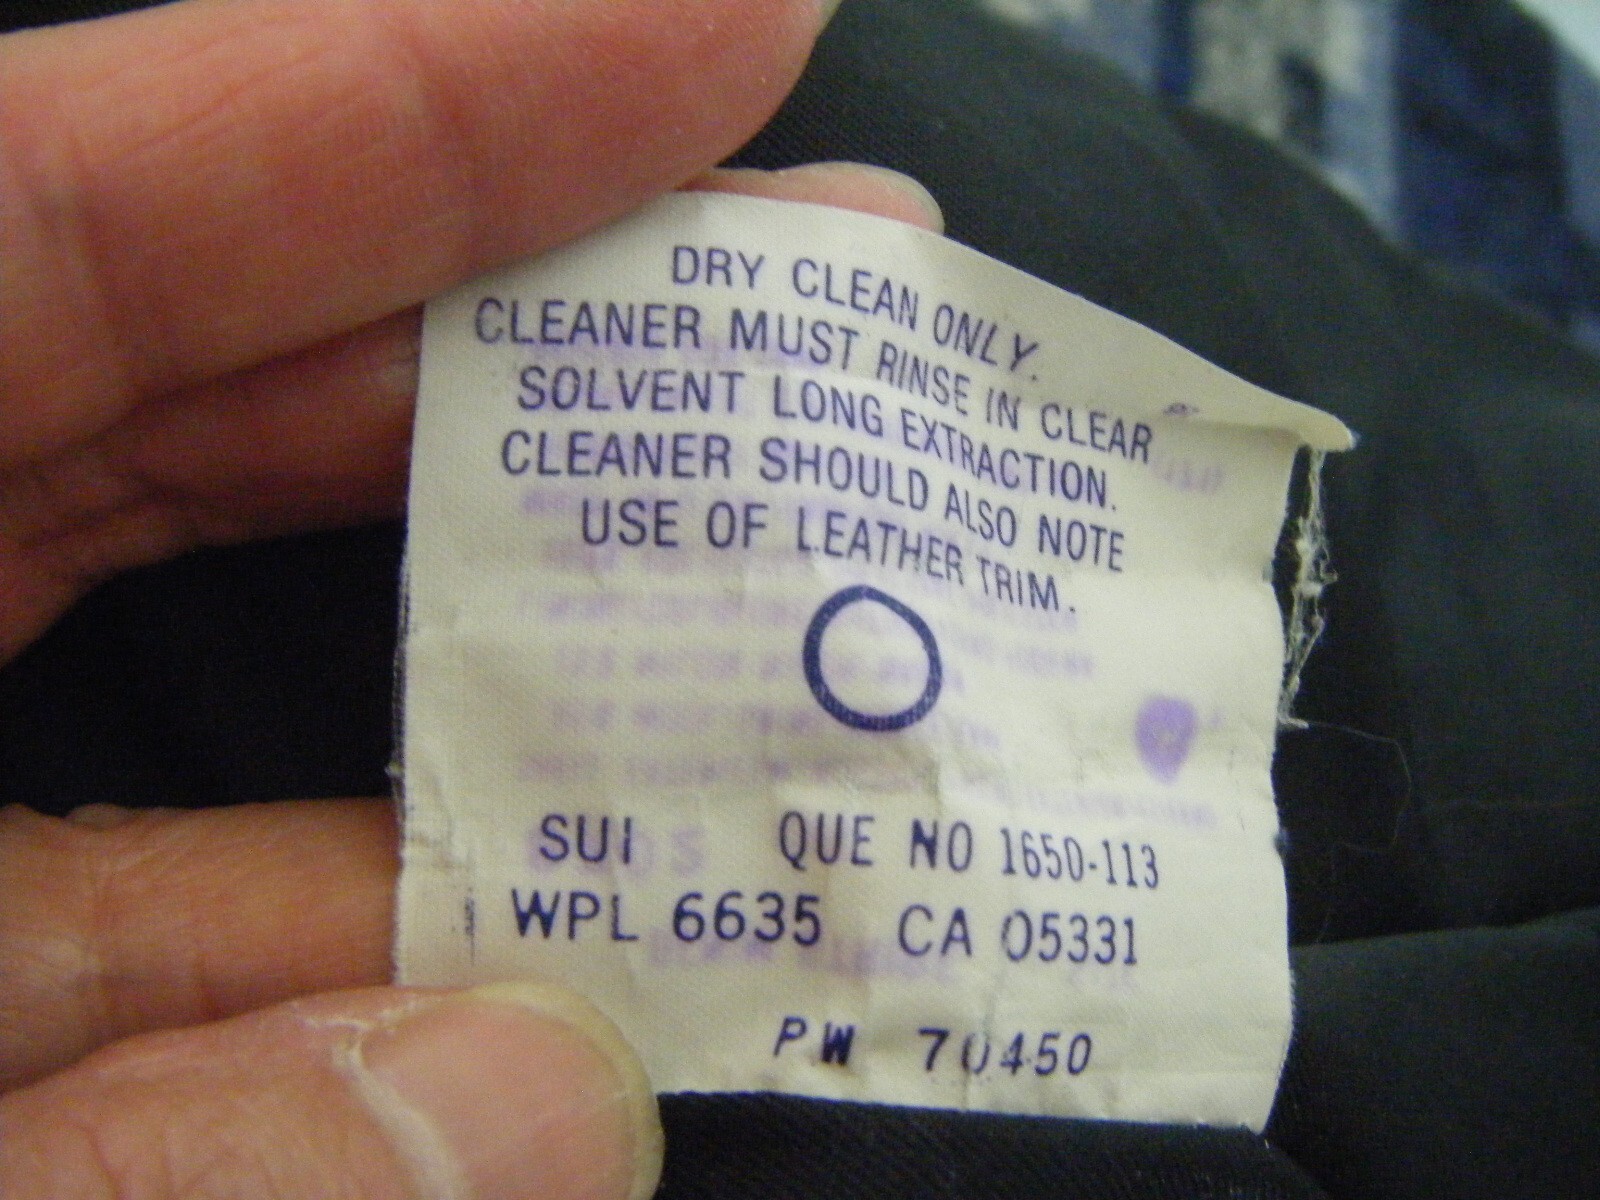 DRY CLEAN ONLY.
CLEANER MUST RINSE IN CLEAR
SOLVENT LONG EXTRACTION.
CLEANER SHOULD ALSO NOTE
USE OF LEATHER TRIM.
SUI QUE NO 1650-113
WPL 6635 CA 05331
PW 70450